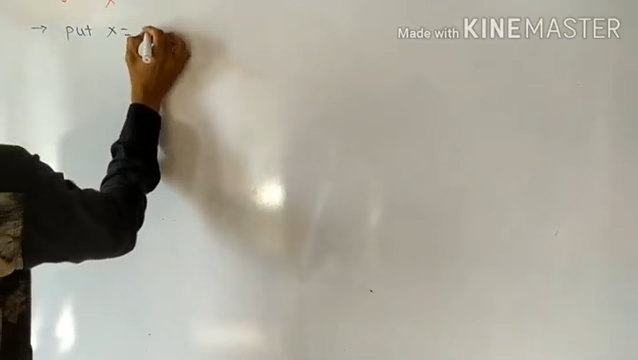 x
→ put x =
Made with KINEMASTER